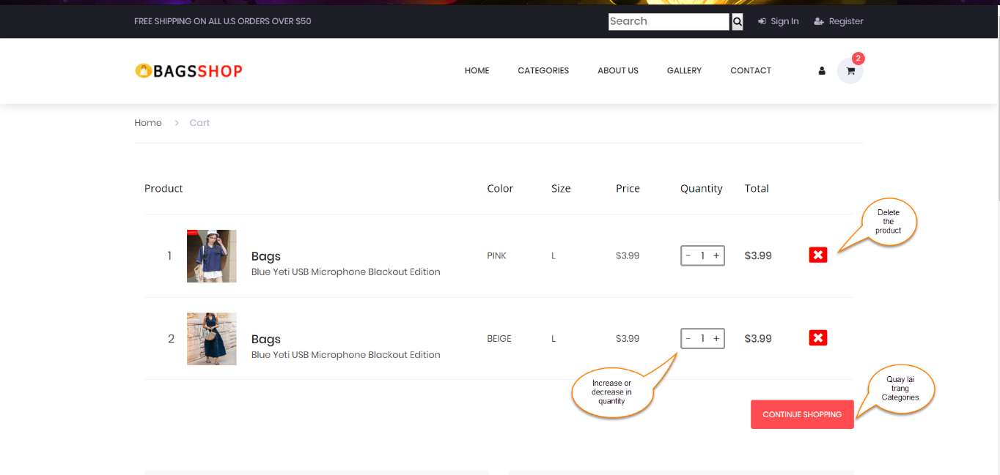 FREE SHIPPING ON ALL U.S ORDERS OVER $50
Search
Sign In
Register
BAGSSHOP
HOME
CATEGORIES
ABOUT US
GALLERY
CONTACT
2
Home > Cart
Product
Color
Size
Price
Quantity
Total
Delete
the
product
1
Bags
Blue Yeti USB Microphone Blackout Edition
PINK
L
$3.99
- 1 +
$3.99
2
Bags
Blue Yeti USB Microphone Blackout Edition
BEIGE
L
$3.99
- 1 +
$3.99
Increase or
decrease in
quantity
Quay lại
trang
Categories
CONTINUE SHOPPING